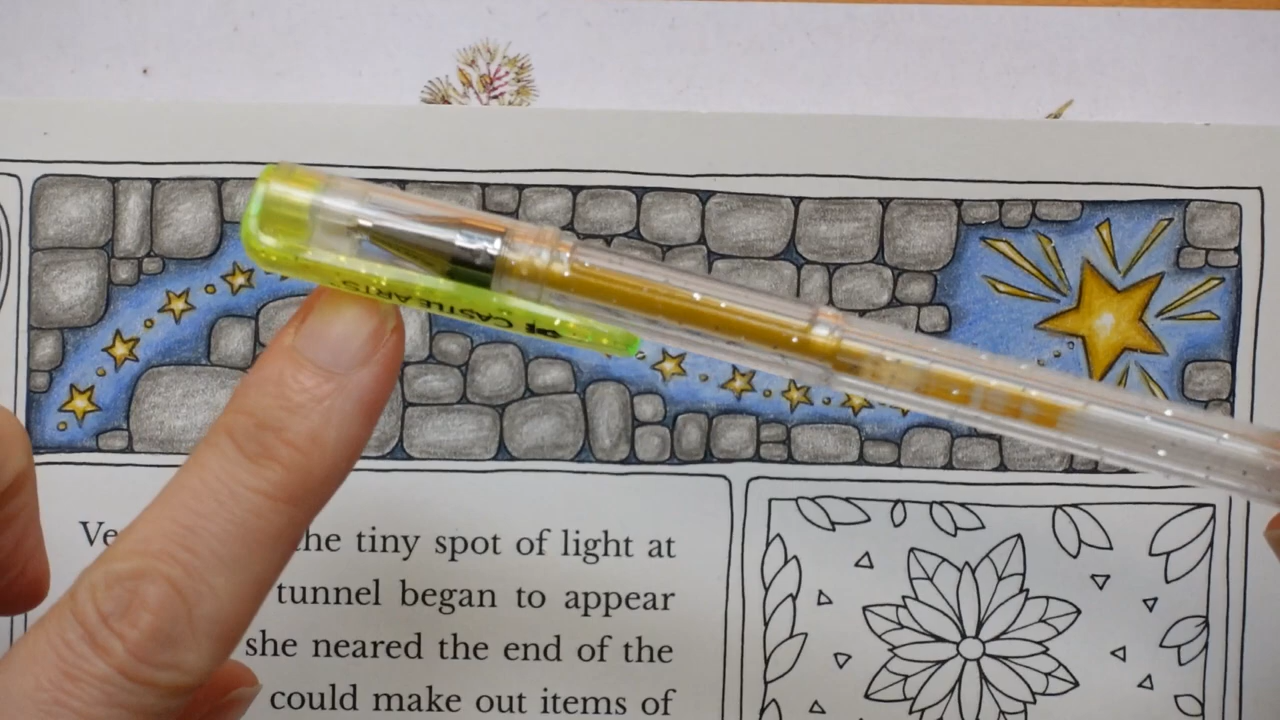 CASTLE ARTS
Ve the tiny spot of light at
tunnel began to appear
she neared the end of the
could make out items of